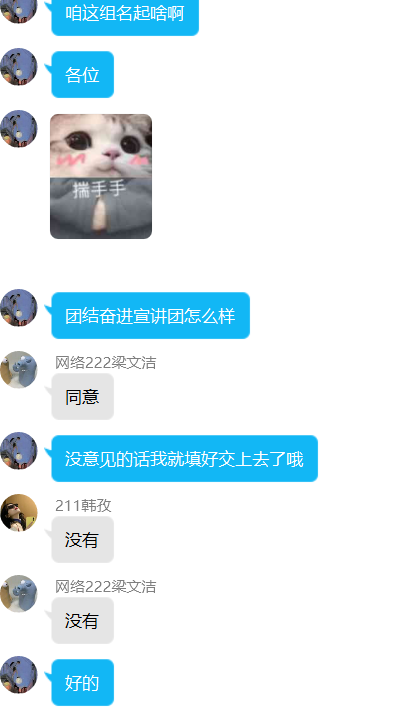 咱这组名起啥啊
各位
揣手手
团结奋进宣讲团怎么样
网络222梁文洁
同意
没意见的话我就填好交上去了哦
211韩孜
没有
网络222梁文洁
没有
好的